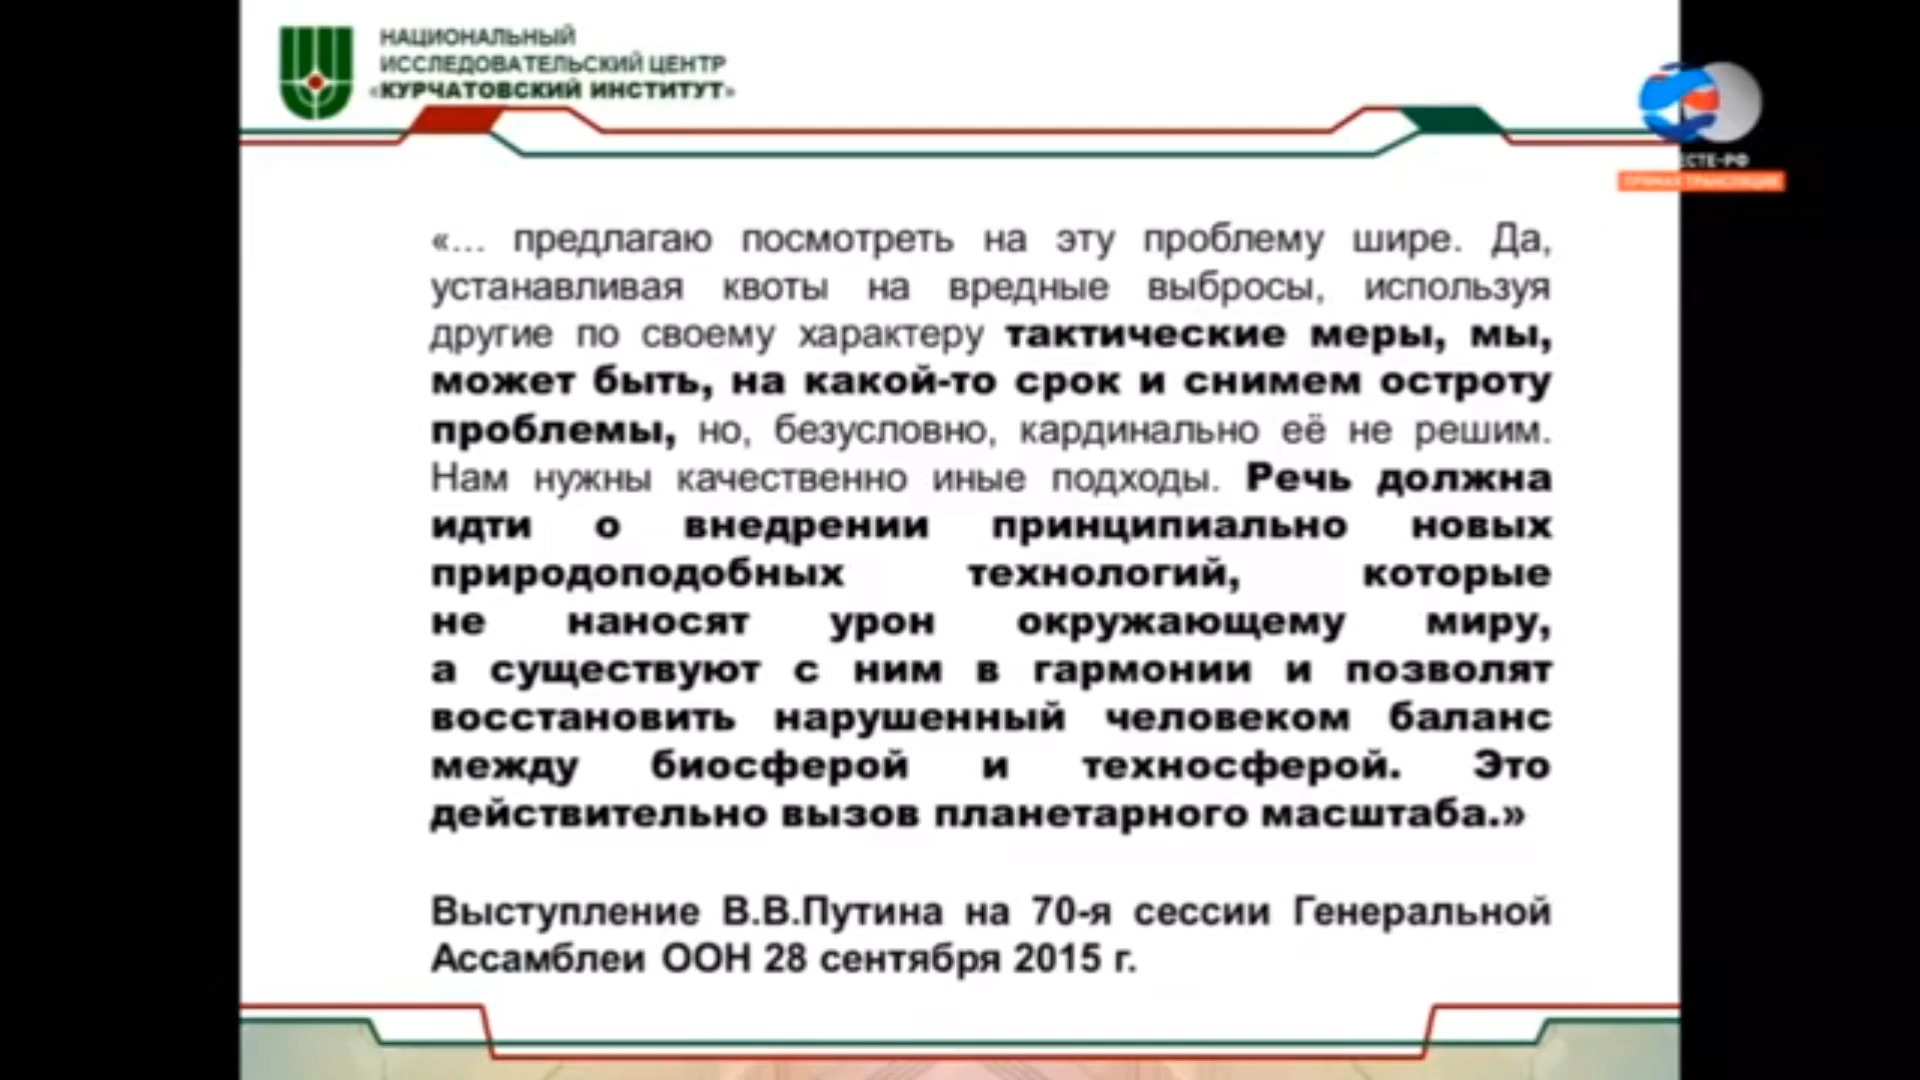 НАЦИОНАЛЬНЫЙ
ИССЛЕДОВАТЕЛЬСКИЙ ЦЕНТР
«КУРЧАТОВСКИЙ ИНСТИТУТ»
ЕСТЕ-РФ
ПРЯМАЯ ТРАНСЛЯЦИЯ
«... предлагаю посмотреть на эту проблему шире. Да,
устанавливая квоты на вредные выбросы, используя
другие по своему характеру тактические меры, мы,
может быть, на какой-то срок и снимем остроту
проблемы, но, безусловно, кардинально её не решим.
Нам нужны качественно иные подходы. Речь должна
идти о внедрении принципиально новых
природоподобных технологий, которые
не наносят урон окружающему миру,
а существуют с ним в гармонии и позволят
восстановить нарушенный человеком баланс
между биосферой и техносферой. Это
действительно вызов планетарного масштаба.»
Выступление В.В.Путина на 70-я сессии Генеральной
Ассамблеи ООН 28 сентября 2015 г.